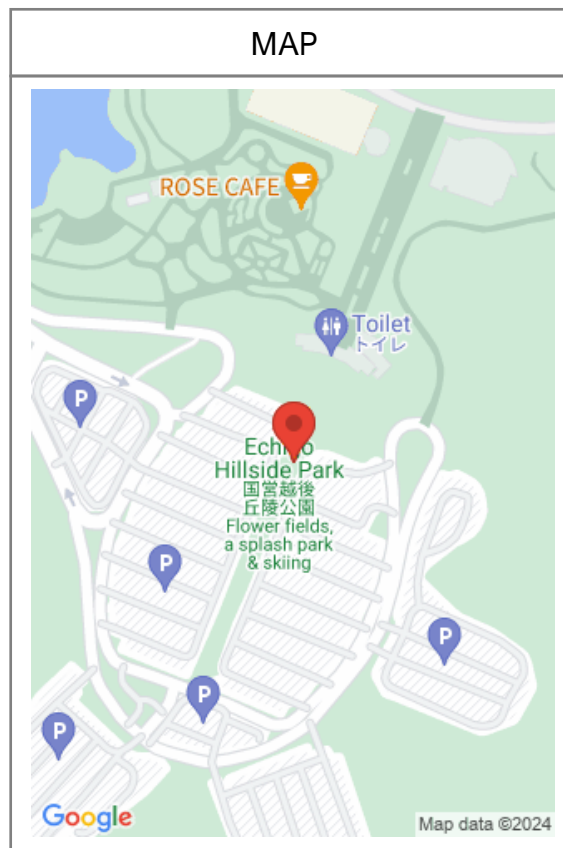 MAP
ROSE CAFE
Toilet
トイレ
P
Echigo
Hillside Park
国営越後
丘陵公園
Flower fields,
a splash park
& skiing
P
P
P
P
Google
Map data ©2024